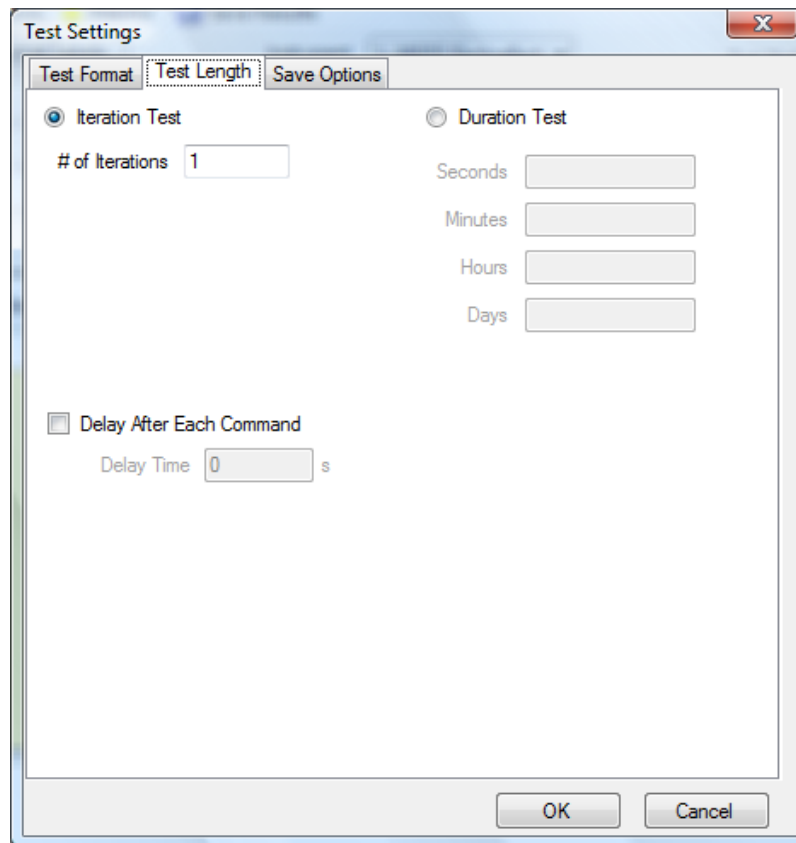 Test Settings
Test Format Test Length Save Options
Iteration Test
# of Iterations 1
Duration Test
Seconds
Minutes
Hours
Days
Delay After Each Command
Delay Time 0 s
OK Cancel